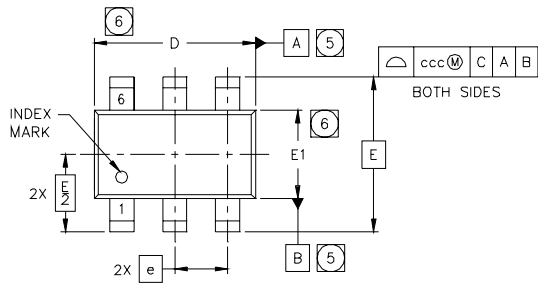 6
D
A 5
⌓ ccc Ⓜ C A B
BOTH SIDES
6
INDEX
MARK
6
E1
E
2X E/2
1
B 5
2X e